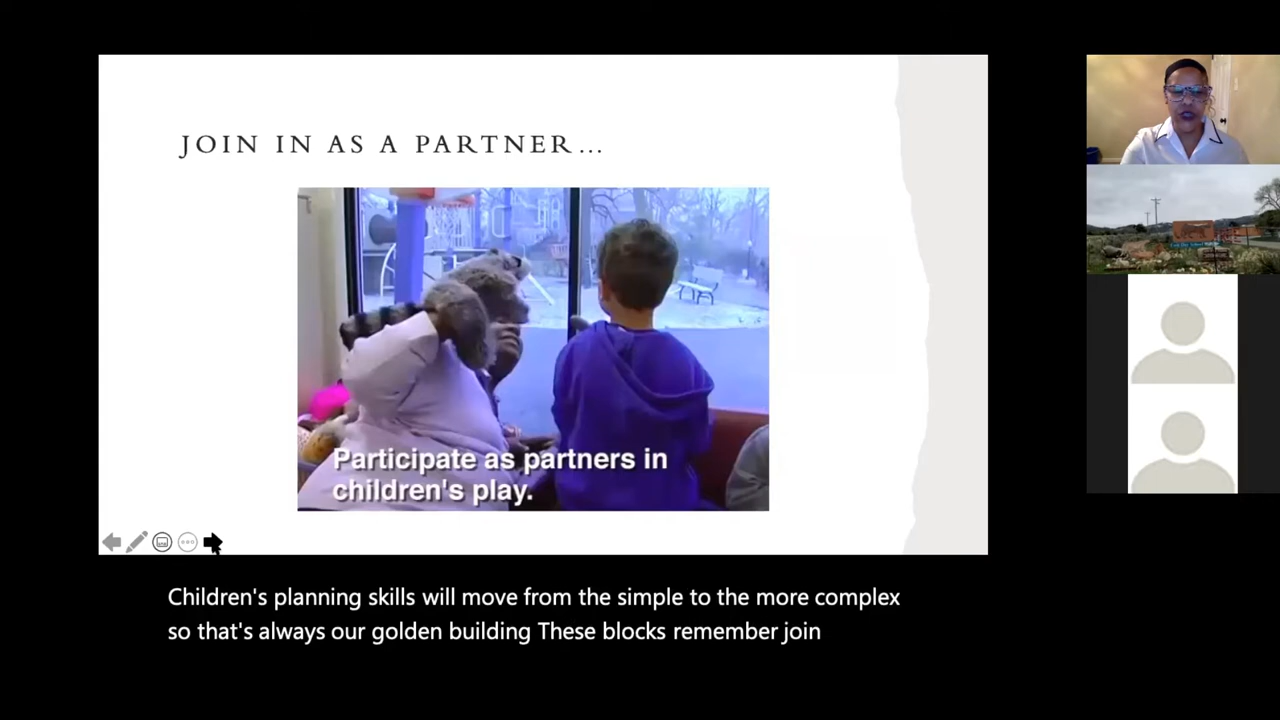 JOIN IN AS A PARTNER...
Participate as partners in
children's play.
Children's planning skills will move from the simple to the more complex
so that's always our golden building These blocks remember join